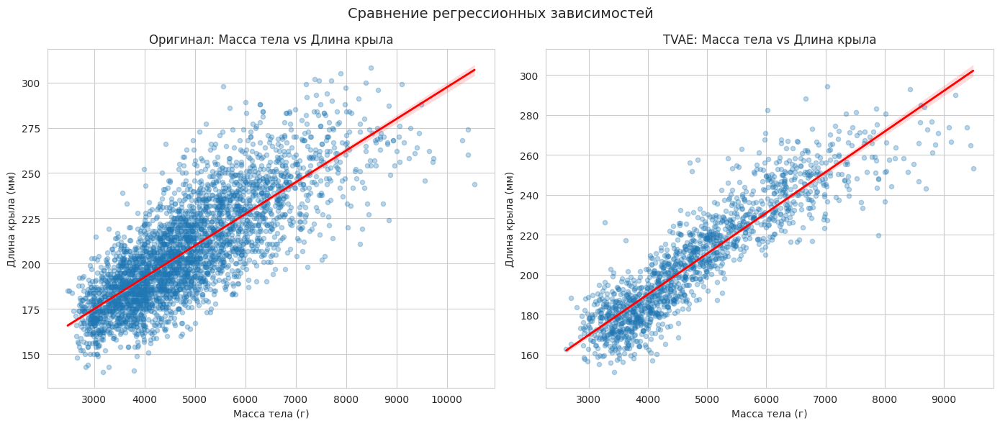 Сравнение регрессионных зависимостей
Оригинал: Масса тела vs Длина крыла
Длина крыла (мм)
300
275
250
225
200
175
150
3000 4000 5000 6000 7000 8000 9000 10000
Масса тела (г)
TVAE: Масса тела vs Длина крыла
Длина крыла (мм)
300
280
260
240
220
200
180
160
3000 4000 5000 6000 7000 8000 9000
Масса тела (г)